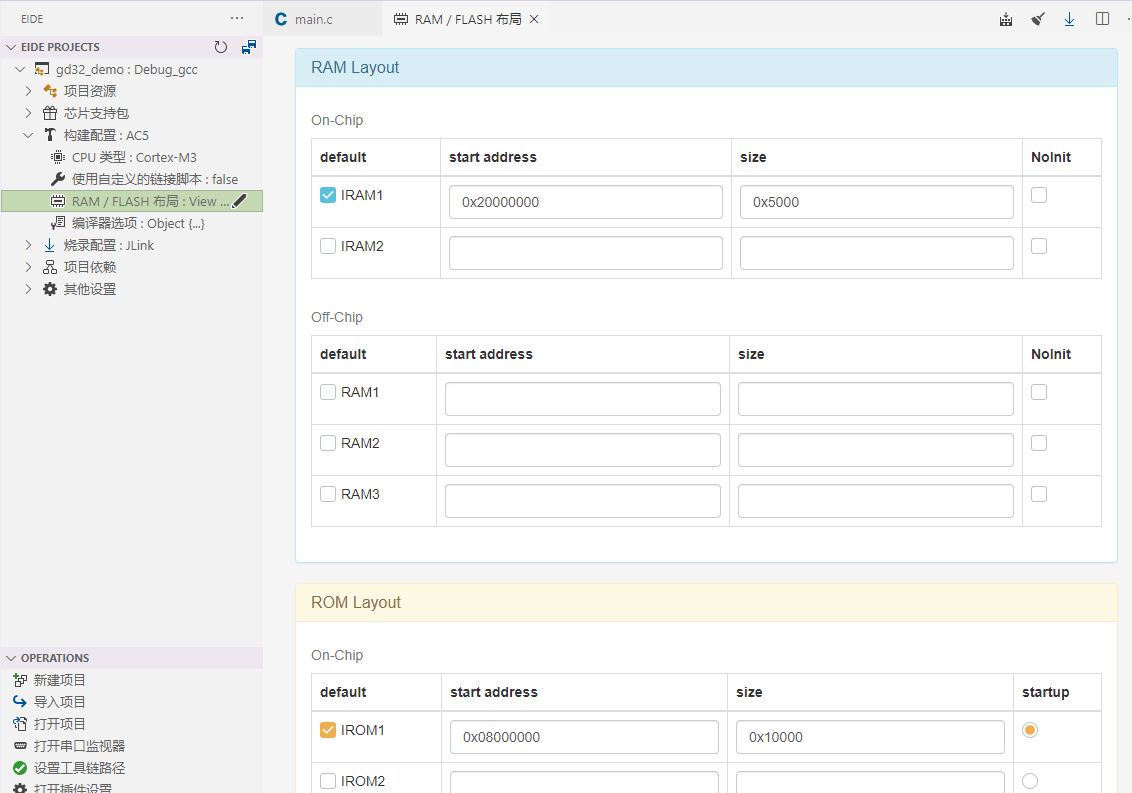 EIDE
EIDE PROJECTS
gd32_demo : Debug_gcc
项目资源
芯片支持包
构建配置 : AC5
CPU 类型 : Cortex-M3
使用自定义的链接脚本 : false
RAM / FLASH 布局 : View ...
编译器选项 : Object {...}
烧录配置 : JLink
项目依赖
其他设置
OPERATIONS
新建项目
导入项目
打开项目
打开串口监视器
设置工具链路径
打开插件设置
C main.c
RAM / FLASH 布局
RAM Layout
On-Chip
default start address size NoInit
IRAM1 0x20000000 0x5000
IRAM2
Off-Chip
default start address size NoInit
RAM1
RAM2
RAM3
ROM Layout
On-Chip
default start address size startup
IROM1 0x08000000 0x10000
IROM2